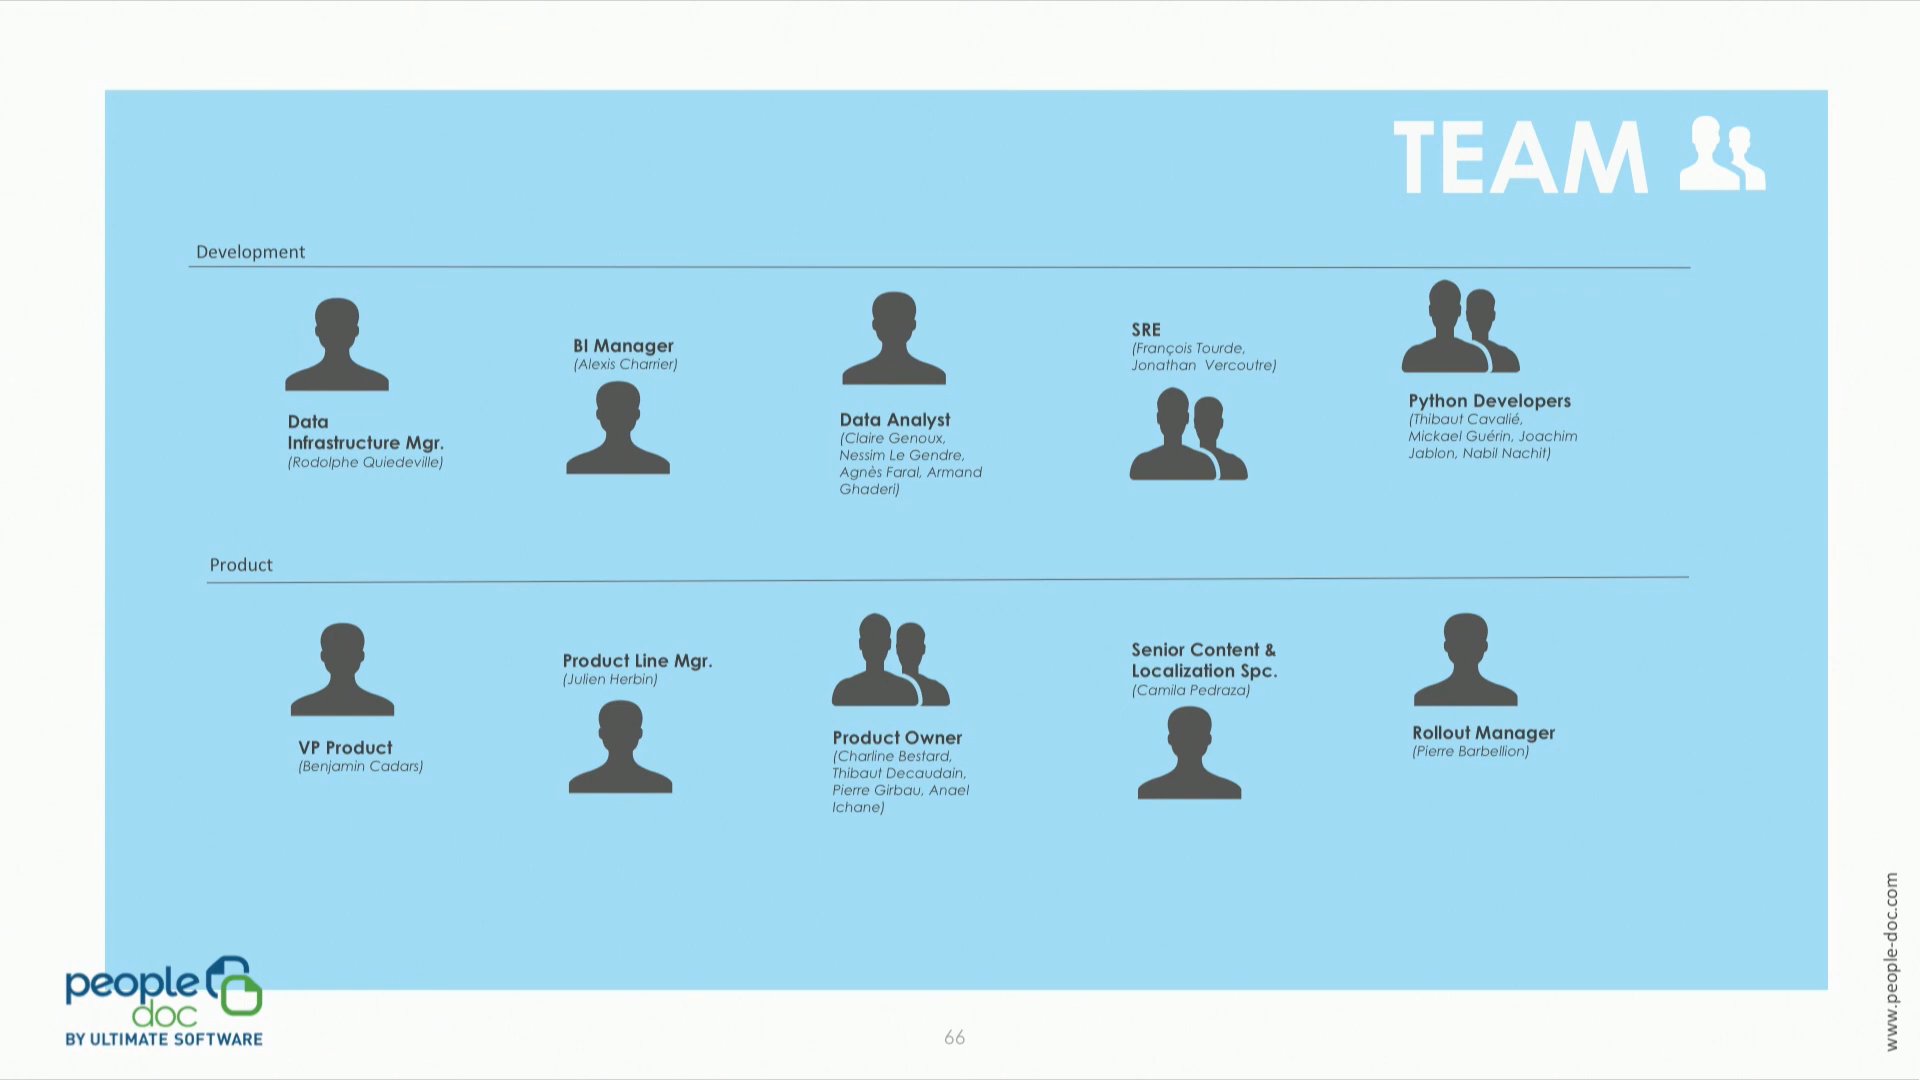 TEAM
Development
Data
Infrastructure Mgr.
(Rodolphe Quiedeville)
BI Manager
(Alexis Charrier)
Data Analyst
(Claire Genoux,
Nessim Le Gendre,
Agnès Faral, Armand
Ghaderi)
SRE
(François Tourde,
Jonathan Vercoutre)
Python Developers
(Thibaut Cavalié,
Mickael Guérin, Joachim
Jablon, Nabil Nachit)
Product
VP Product
(Benjamin Cadars)
Product Line Mgr.
(Julien Herbin)
Product Owner
(Charline Bestard,
Thibaut Decaudain,
Pierre Girbau, Anael
Ichane)
Senior Content &
Localization Spc.
(Camila Pedraza)
Rollout Manager
(Pierre Barbellion)
people
doc
BY ULTIMATE SOFTWARE
66
www.people-doc.com